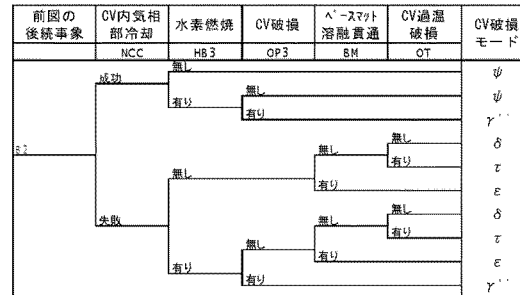 前図の 後続事象 CV内気相 部冷却 水素燃焼 CV破損 ベースマット 溶融貫通 CV過温 破損 CV破損 モード
NCC HB3 OP3 BM OT
無し ψ
成功
無し ψ
有り
有り γ''
無し δ
無し
B2
有り τ
無し
有り ε
失敗
無し δ
無し
有り τ
無し
有り ε
有り
有り γ''